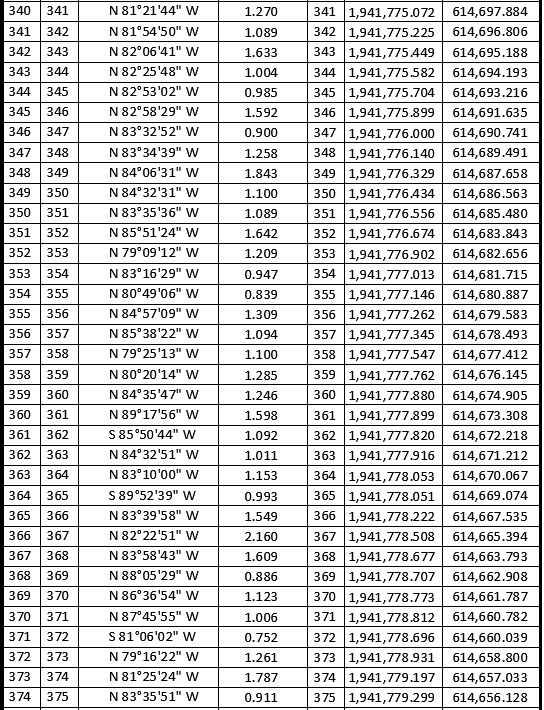 340 341 N 81°21'44" W 1.270 341 1,941,775.072 614,697.884
341 342 N 81°54'50" W 1.089 342 1,941,775.225 614,696.806
342 343 N 82°06'41" W 1.633 343 1,941,775.449 614,695.188
343 344 N 82°25'48" W 1.004 344 1,941,775.582 614,694.193
344 345 N 82°53'02" W 0.985 345 1,941,775.704 614,693.216
345 346 N 82°58'29" W 1.592 346 1,941,775.899 614,691.635
346 347 N 83°32'52" W 0.900 347 1,941,776.000 614,690.741
347 348 N 83°34'39" W 1.258 348 1,941,776.140 614,689.491
348 349 N 84°06'31" W 1.843 349 1,941,776.329 614,687.658
349 350 N 84°32'31" W 1.100 350 1,941,776.434 614,686.563
350 351 N 83°35'36" W 1.089 351 1,941,776.556 614,685.480
351 352 N 85°51'24" W 1.642 352 1,941,776.674 614,683.843
352 353 N 79°09'12" W 1.209 353 1,941,776.902 614,682.656
353 354 N 83°16'29" W 0.947 354 1,941,777.013 614,681.715
354 355 N 80°49'06" W 0.839 355 1,941,777.146 614,680.887
355 356 N 84°57'09" W 1.309 356 1,941,777.262 614,679.583
356 357 N 85°38'22" W 1.094 357 1,941,777.345 614,678.493
357 358 N 79°25'13" W 1.100 358 1,941,777.547 614,677.412
358 359 N 80°20'14" W 1.285 359 1,941,777.762 614,676.145
359 360 N 84°35'47" W 1.246 360 1,941,777.880 614,674.905
360 361 N 89°17'56" W 1.598 361 1,941,777.899 614,673.308
361 362 S 85°50'44" W 1.092 362 1,941,777.820 614,672.218
362 363 N 84°32'51" W 1.011 363 1,941,777.916 614,671.212
363 364 N 83°10'00" W 1.153 364 1,941,778.053 614,670.067
364 365 S 89°52'39" W 0.993 365 1,941,778.051 614,669.074
365 366 N 83°39'58" W 1.549 366 1,941,778.222 614,667.535
366 367 N 82°22'51" W 2.160 367 1,941,778.508 614,665.394
367 368 N 83°58'43" W 1.609 368 1,941,778.677 614,663.793
368 369 N 88°05'29" W 0.886 369 1,941,778.707 614,662.908
369 370 N 86°36'54" W 1.123 370 1,941,778.773 614,661.787
370 371 N 87°45'55" W 1.006 371 1,941,778.812 614,660.782
371 372 S 81°06'02" W 0.752 372 1,941,778.696 614,660.039
372 373 N 79°16'22" W 1.261 373 1,941,778.931 614,658.800
373 374 N 81°25'24" W 1.787 374 1,941,779.197 614,657.033
374 375 N 83°35'51" W 0.911 375 1,941,779.299 614,656.128